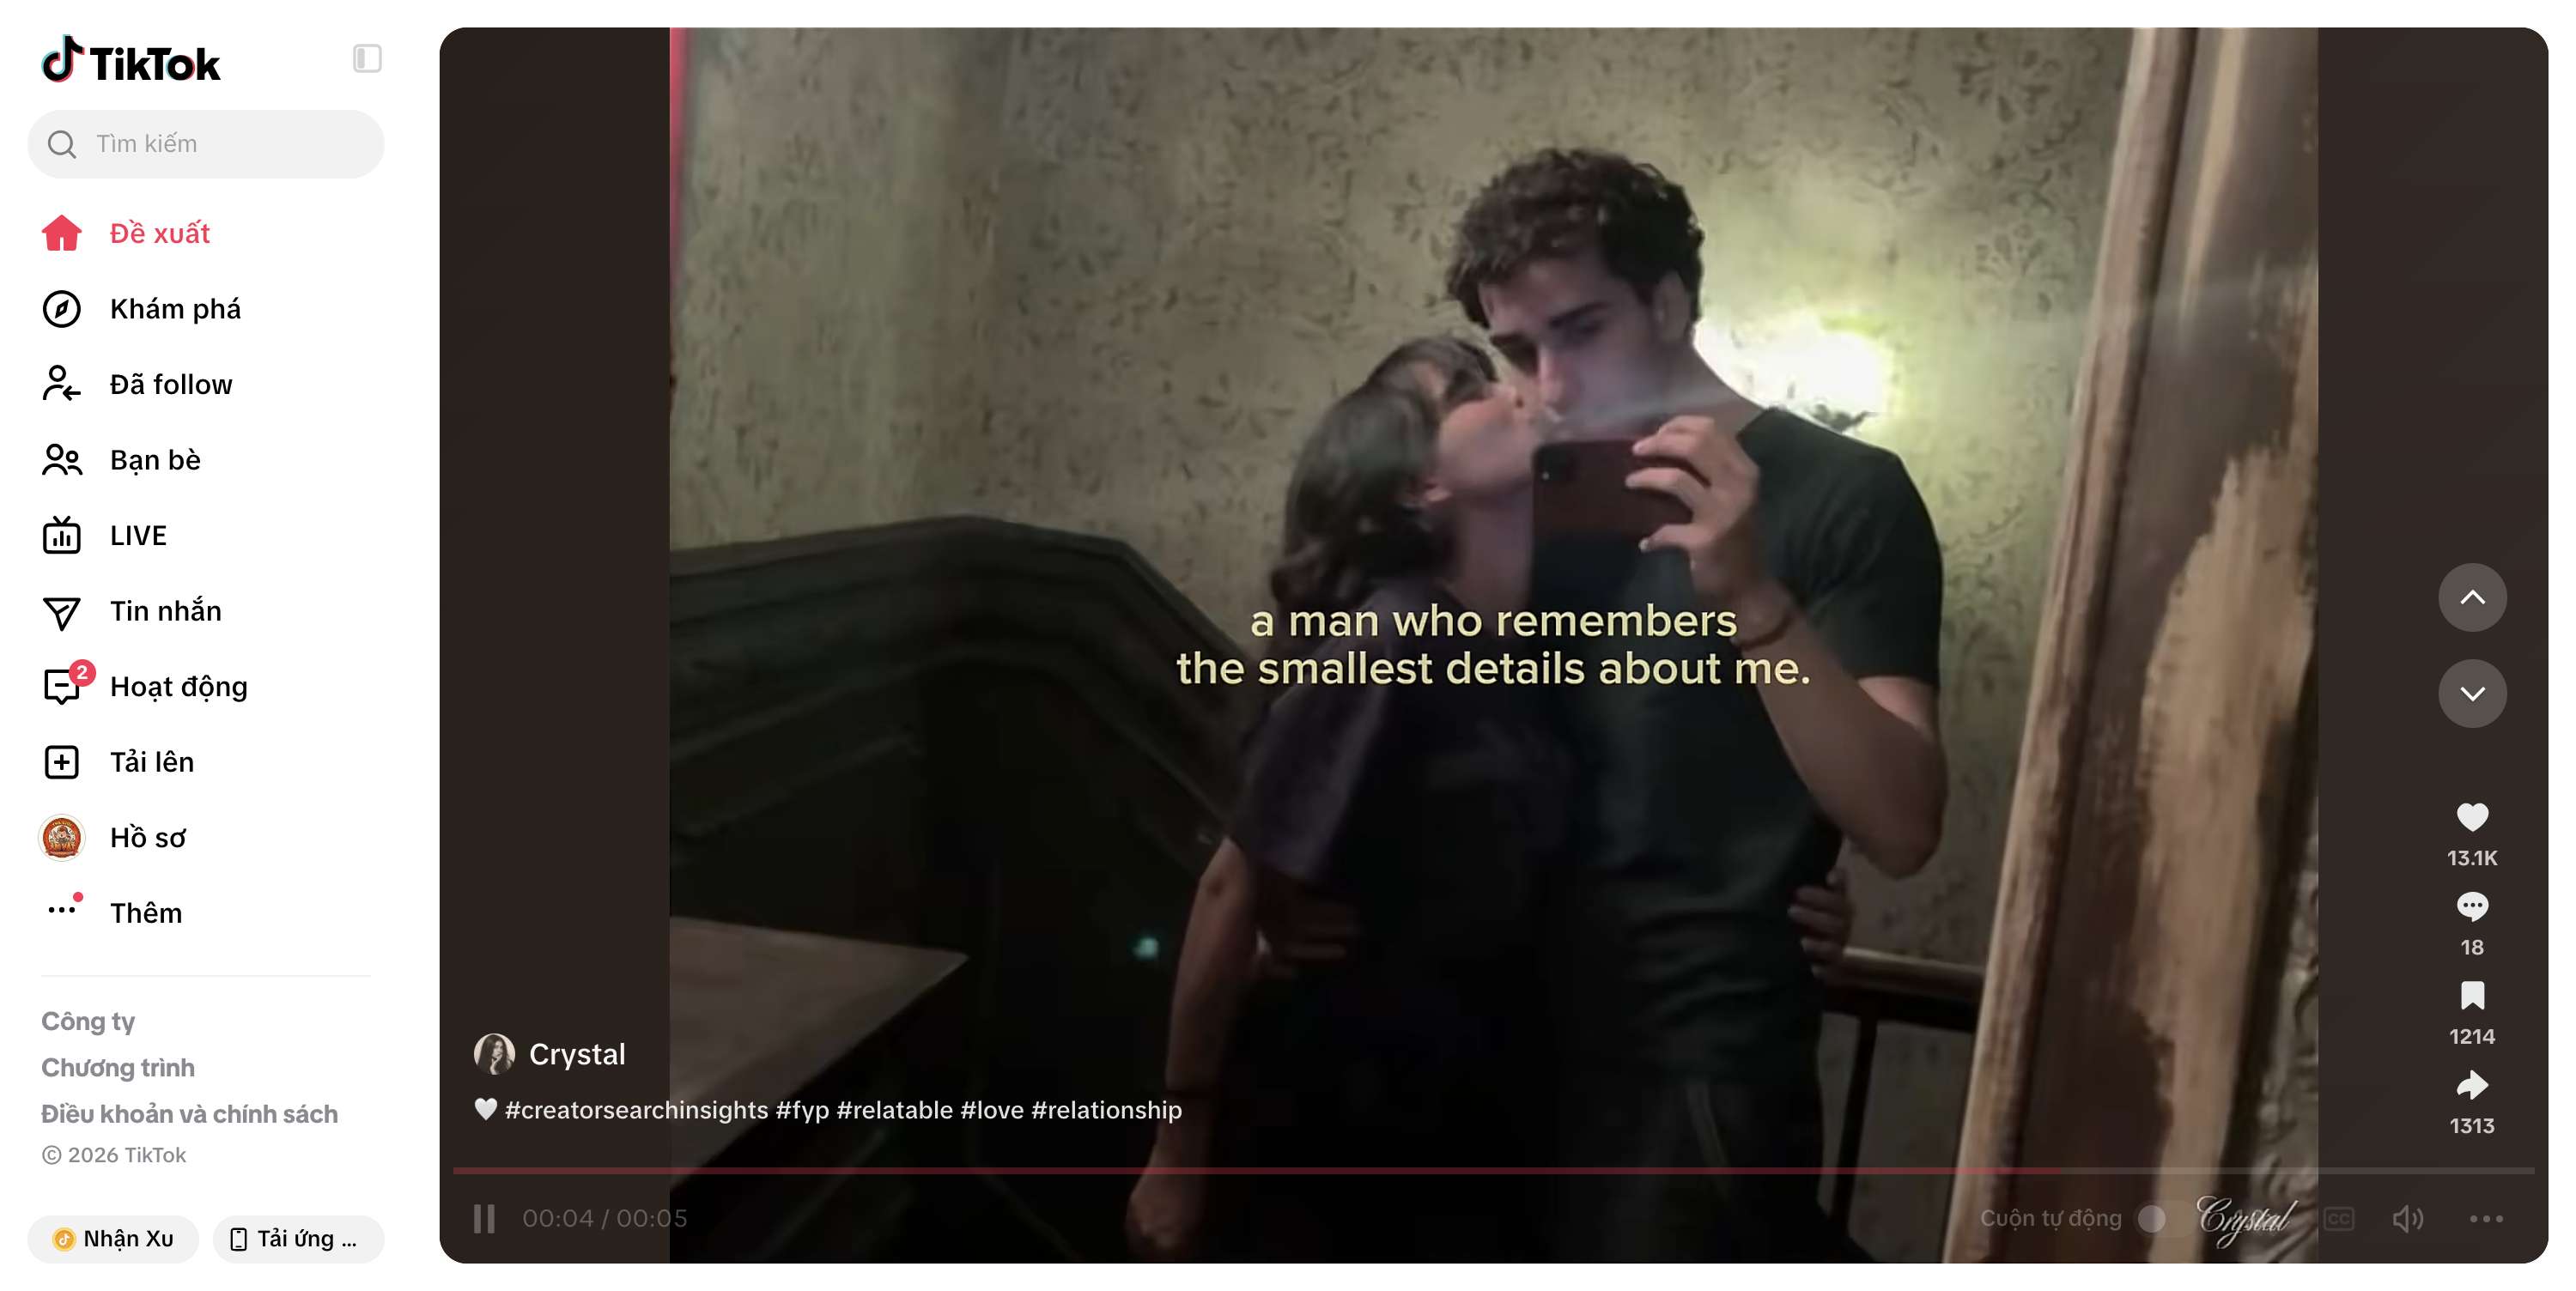 TikTok
Tìm kiếm
Đề xuất
Khám phá
Đã follow
Bạn bè
LIVE
Tin nhắn
2
Hoạt động
Tải lên
Hồ sơ
Thêm
Công ty
Chương trình
Điều khoản và chính sách
© 2026 TikTok
Nhận Xu
Tải ứng ...
a man who remembers
the smallest details about me.
13.1K
18
1214
1313
Crystal
🤍 #creatorsearchinsights #fyp #relatable #love #relationship
00:04 / 00:05
Cuộn tự động
Crystal
CC